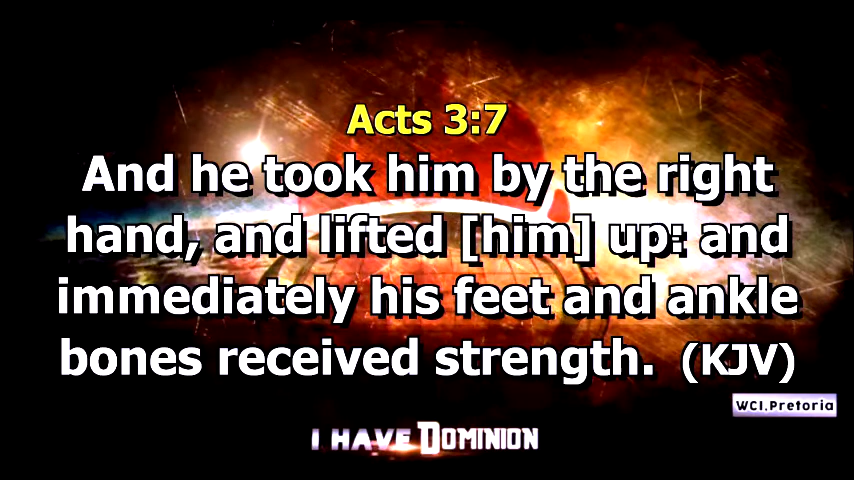 Acts 3:7
And he took him by the right
hand, and lifted [him] up: and
immediately his feet and ankle
bones received strength. (KJV)
WCI.Pretoria
I HAVE DOMINION